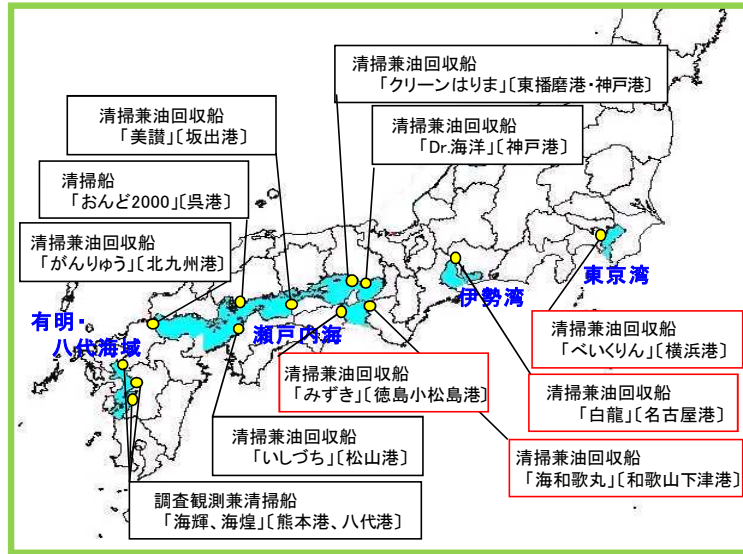 清掃兼油回収船
「クリーンはりま」〔東播磨港・神戸港〕
清掃兼油回収船
「美讃」〔坂出港〕
清掃兼油回収船
「Dr.海洋」〔神戸港〕
清掃船
「おんど2000」〔呉港〕
清掃兼油回収船
「がんりゅう」〔北九州港〕
東京湾
伊勢湾
有明・
八代海域
瀬戸内海
清掃兼油回収船
「べいくりん」〔横浜港〕
清掃兼油回収船
「みずき」〔徳島小松島港〕
清掃兼油回収船
「白龍」〔名古屋港〕
清掃兼油回収船
「いしづち」〔松山港〕
清掃兼油回収船
「海和歌丸」〔和歌山下津港〕
調査観測兼清掃船
「海輝、海煌」〔熊本港、八代港〕